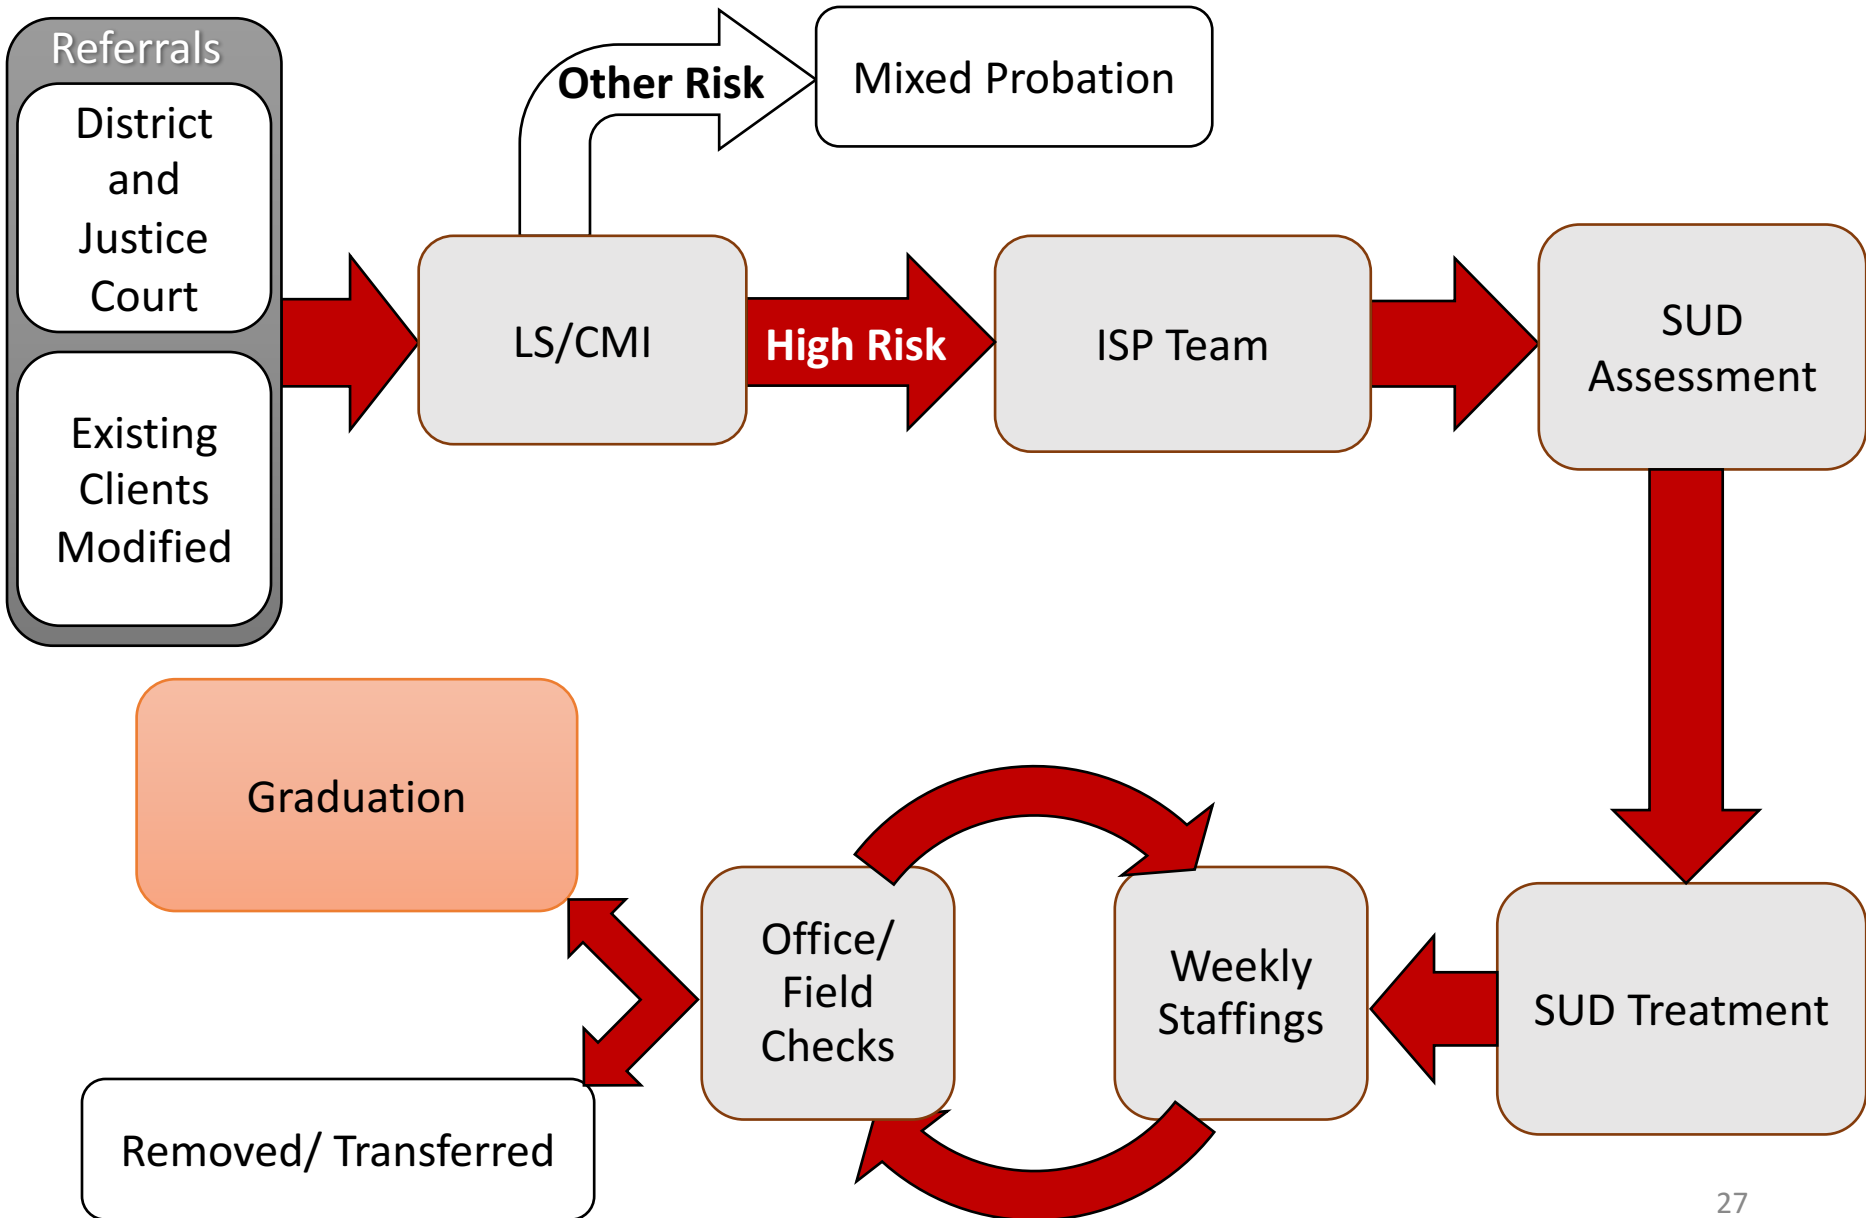 Referrals
District
and
Justice
Court
Existing
Clients
Modified
Other Risk
Mixed Probation
LS/CMI
High Risk
ISP Team
SUD
Assessment
SUD Treatment
Weekly
Staffings
Office/
Field
Checks
Graduation
Removed/ Transferred
27